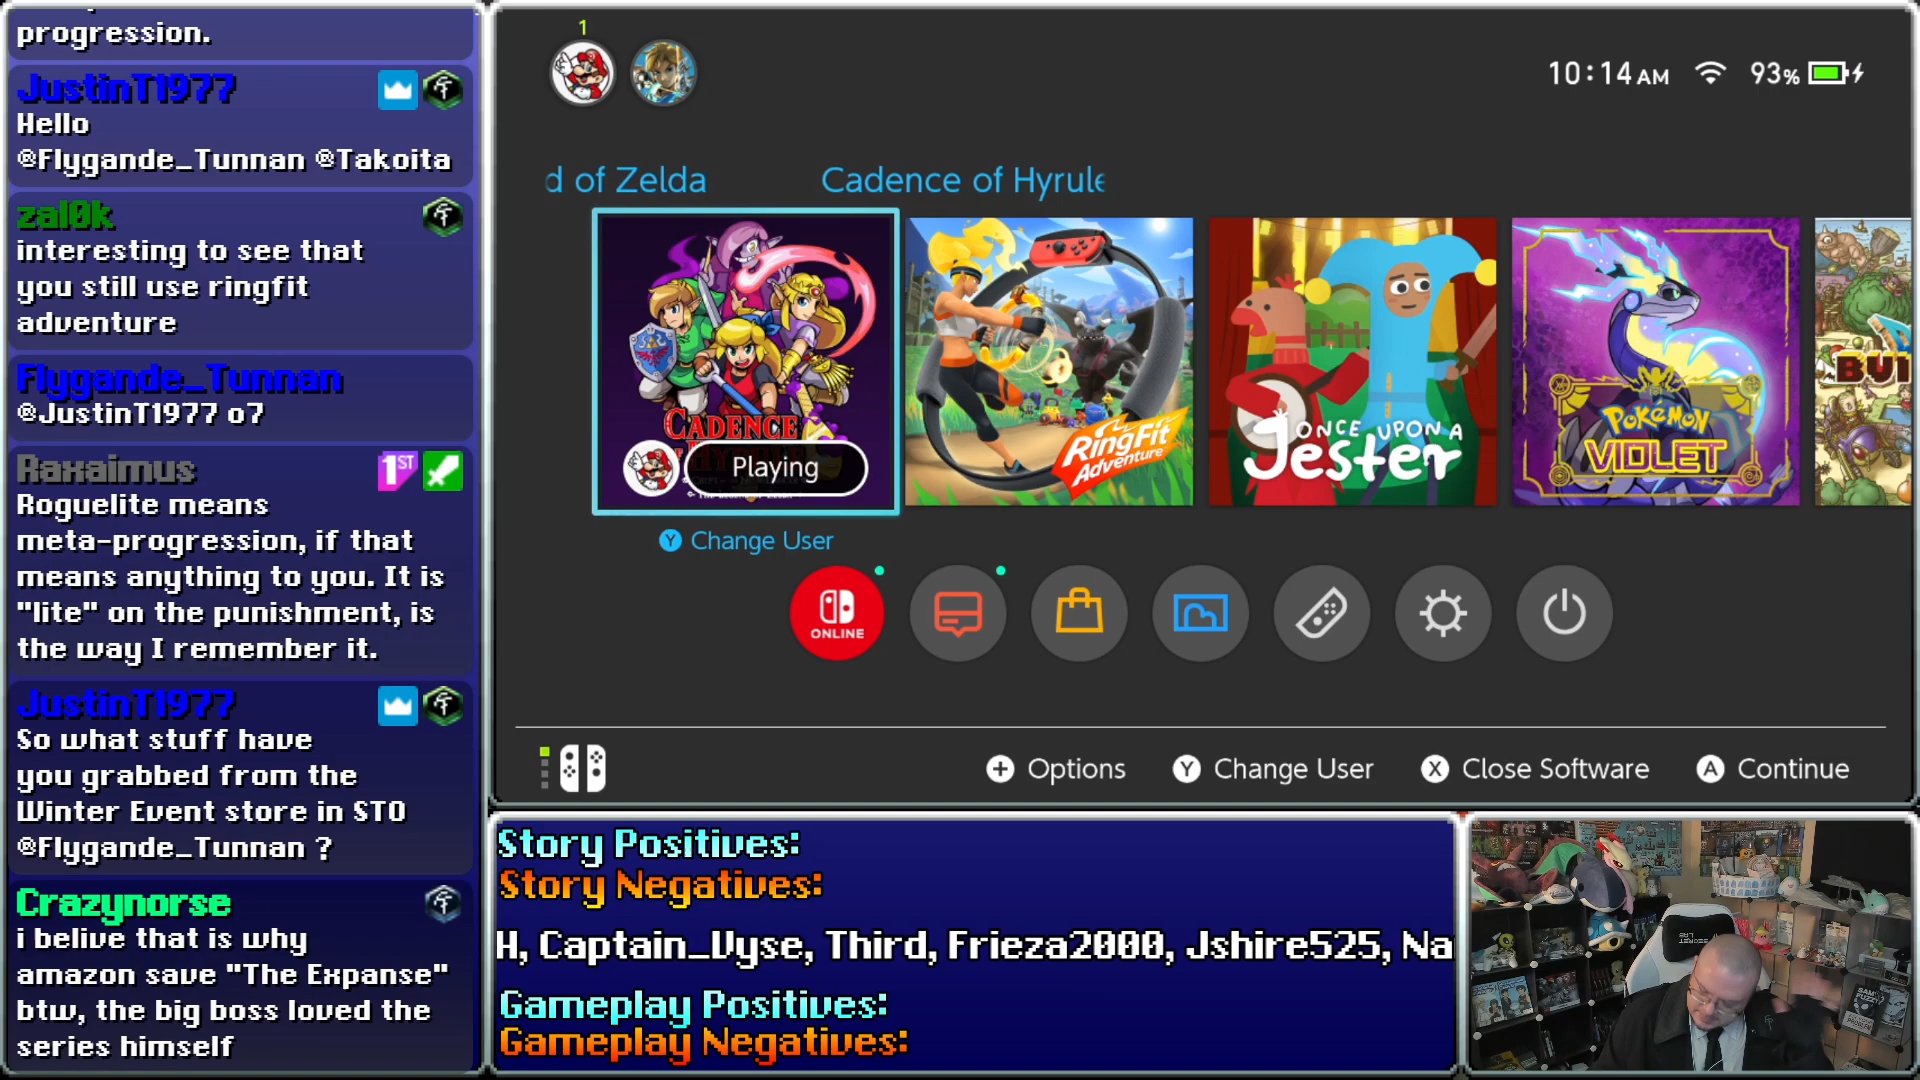 progression.
JustinT1977
Hello
@Flygande_Tunnan @Takoita
zal0k
interesting to see that
you still use ringfit
adventure
Flygande_Tunnan
@JustinT1977 o7
Raxaimus
1ST
Roguelite means
meta-progression, if that
means anything to you. It is
"lite" on the punishment, is
the way I remember it.
JustinT1977
So what stuff have
you grabbed from the
Winter Event store in STO
@Flygande_Tunnan ?
Crazynorse
i belive that is why
amazon save "The Expanse"
btw, the big boss loved the
series himself
1
10:14 AM
93%
d of Zelda
Cadence of Hyrule
CADENCE
Playing
RingFit
Adventure
ONCE UPON A
Jester
POKÉMON
VIOLET
BUI
Y Change User
ONLINE
+ Options
Y Change User
X Close Software
A Continue
Story Positives:
Story Negatives:
H, Captain_Vyse, Third, Frieza2000, Jshire525, Na
Gameplay Positives:
Gameplay Negatives: